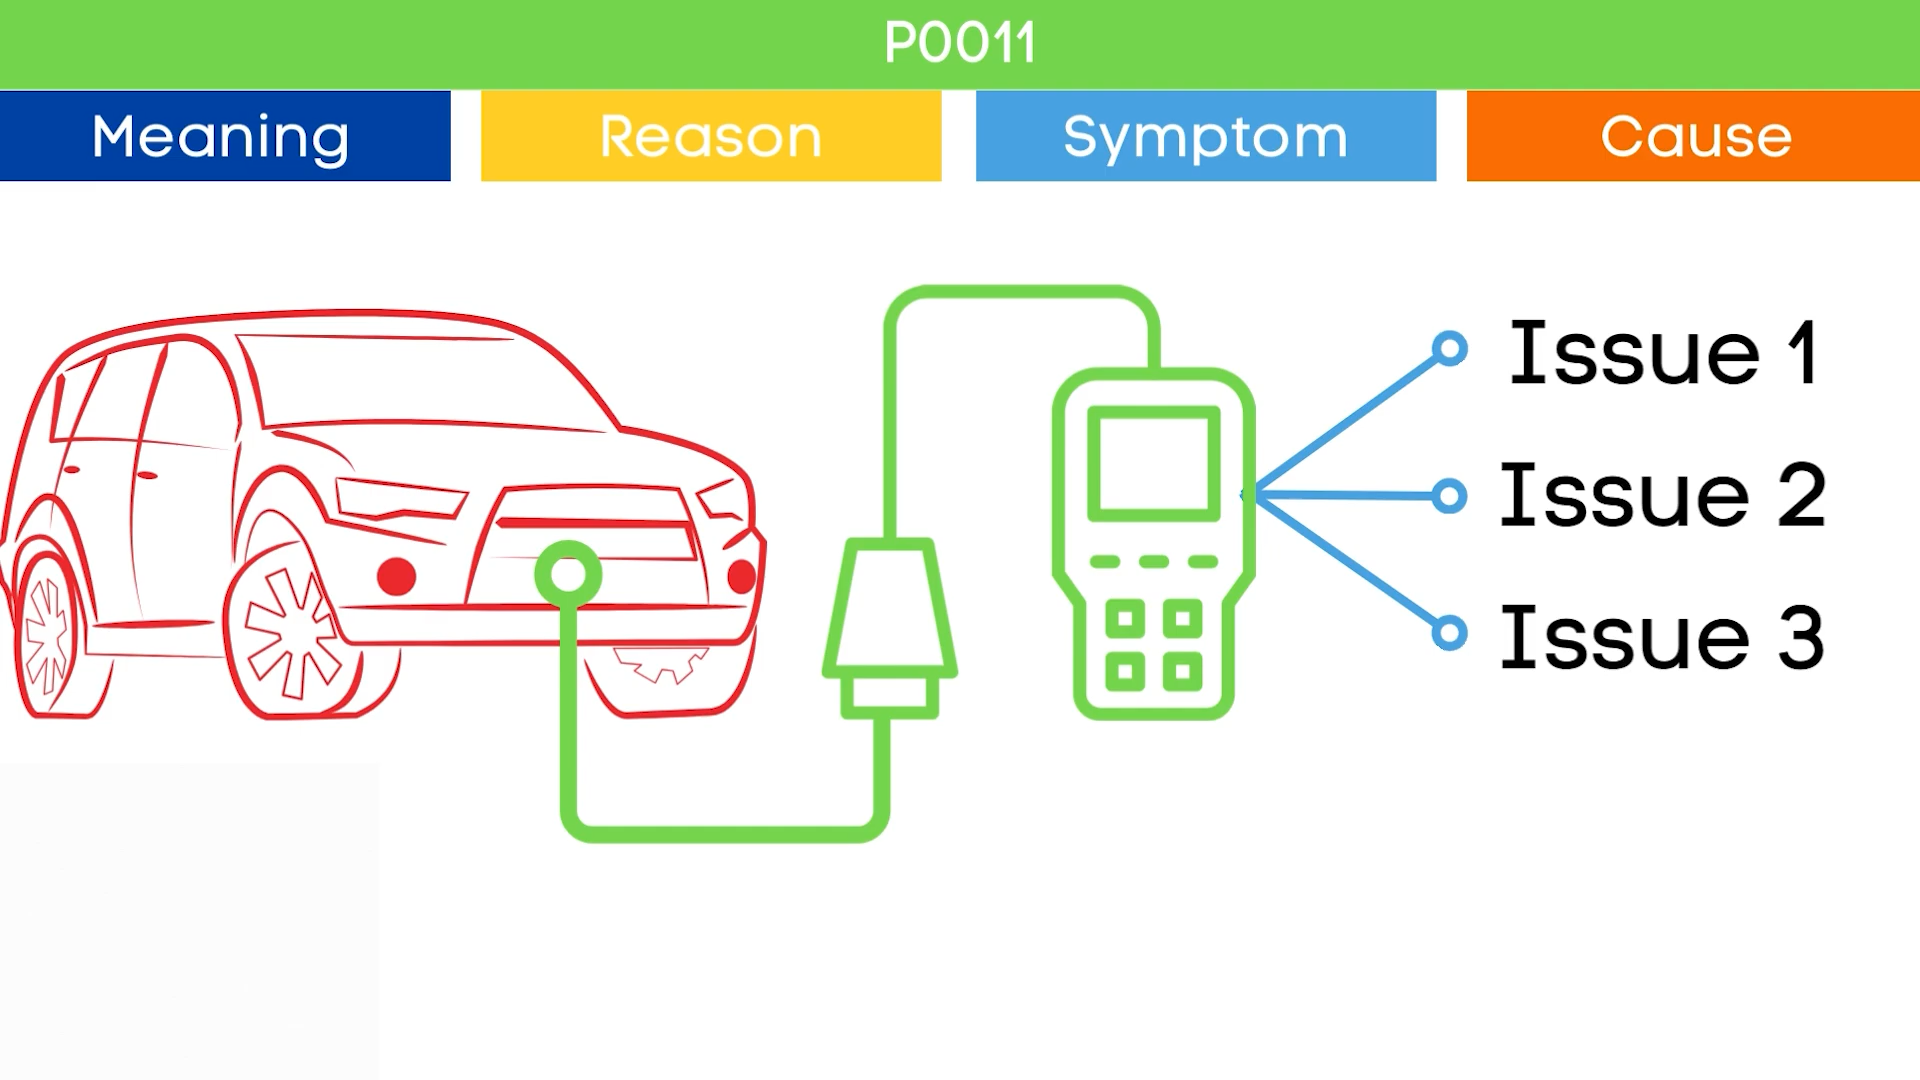 P0011
Meaning
Reason
Symptom
Cause
Issue 1
Issue 2
Issue 3